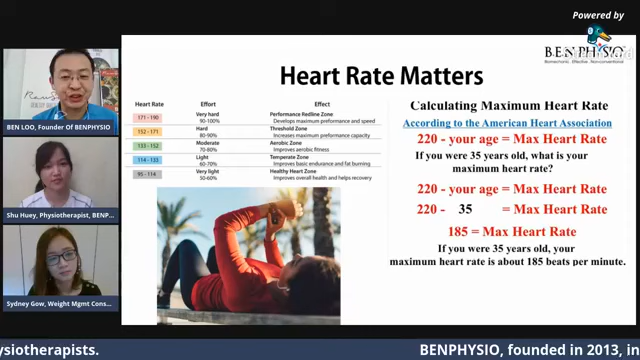 Powered by
BENPHYSIO
Biomechanic. Effective. Non-conventional
Heart Rate Matters
Heart Rate Effort Effect
171 - 190 Very hard Performance Redline Zone
90-100% Develops maximum preformance and speed
152 - 171 Hard Threshold Zone
80-90% Increases maximum preformance capacity
133 - 152 Moderate Aerobic Zone
70-80% Improves aerobic fitness
114 - 133 Light Temperate Zone
60-70% Improves basic endurance and fat burning
95 - 114 Very light Healthy Heart Zone
50-60% Improves overall health and helps recovery
Calculating Maximum Heart Rate
According to the American Heart Association
220 - your age = Max Heart Rate
If you were 35 years old, what is your
maximum heart rate?
220 - your age = Max Heart Rate
220 - 35 = Max Heart Rate
185 = Max Heart Rate
If you were 35 years old, your
maximum heart rate is about 185 beats per minute.
BEN LOO, Founder Of BENPHYSIO
Shu Huey, Physiotherapist, BENP...
Sydney Gow, Weight Mgmt Cons...
ysiotherapists.
BENPHYSIO, founded in 2013, in